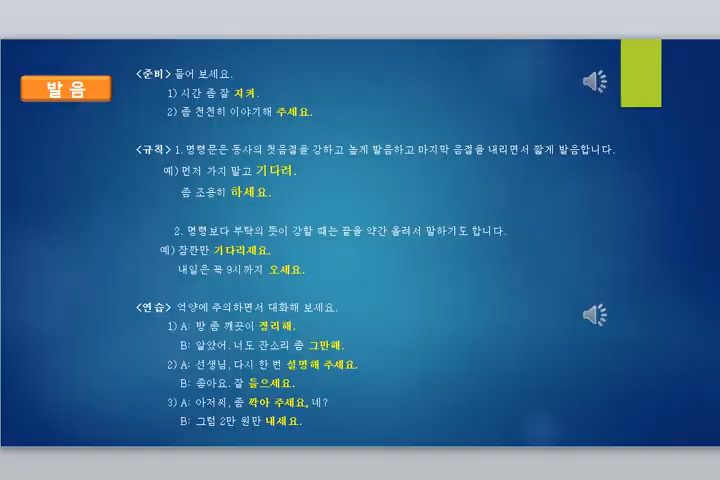 발 음
<준비> 들어 보세요.
1) 시간 좀 잘 지켜.
2) 좀 천천히 이야기해 주세요.
<규칙> 1. 명령문은 동사의 첫음절을 강하고 높게 발음하고 마지막 음절을 내리면서 짧게 발음합니다.
예) 먼저 가지 말고 기다려.
좀 조용히 하세요.
2. 명령보다 부탁의 뜻이 강할 때는 끝을 약간 올려서 말하기도 합니다.
예) 잠깐만 기다리세요.
내일은 꼭 9시까지 오세요.
<연습> 억양에 주의하면서 대화해 보세요.
1) A: 방 좀 깨끗이 정리해.
B: 알았어. 너도 잔소리 좀 그만해.
2) A: 선생님, 다시 한 번 설명해 주세요.
B: 좋아요. 잘 들으세요.
3) A: 아저씨, 좀 깎아 주세요, 네?
B: 그럼 2만 원만 내세요.